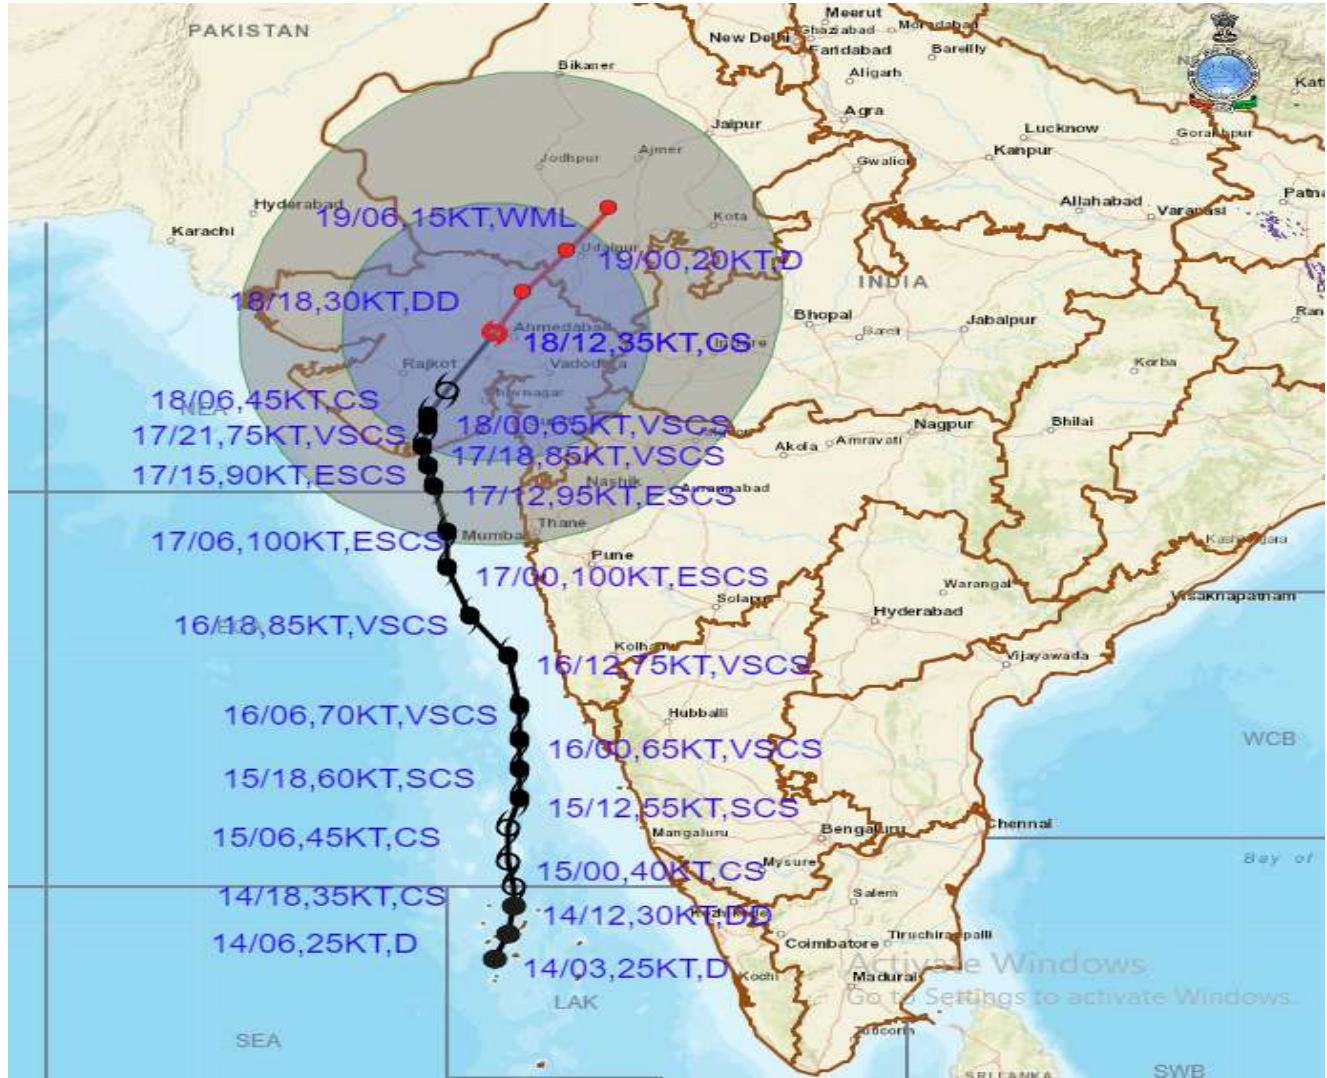 Meerut
PAKISTAN
Moradabad
New Delhi
Ghaziabad
Faridabad
Bareilly
Bikaner
Aligarh
Agra
Jaipur
Lucknow
Gorakhpur
Jodhpur
Ajmer
Kanpur
Gwalior
Hyderabad
Allahabad
Varanasi
19/06,15KT,WML
Kota
Karachi
Udaipur
19/00,20KT,D
INDIA
18/18,30KT,DD
Ahmedabad
Bhopal
Jabalpur
18/12,35KT,CS
Rajkot
Vadodara
Korba
18/06,45KT,CS
NEA
18/00,65KT,VSCS
Bhilai
17/21,75KT,VSCS
Nagpur
Akola
Amravati
17/18,85KT,VSCS
17/15,90KT,ESCS
Nashik
17/12,95KT,ESCS
Thane
17/06,100KT,ESCS
Mumbai
Pune
17/00,100KT,ESCS
Warangal
Solapur
Visakhapatnam
Hyderabad
16/18,85KT,VSCS
16/12,75KT,VSCS
Vijayawada
16/06,70KT,VSCS
Hubballi
16/00,65KT,VSCS
WCB
15/18,60KT,SCS
15/12,55KT,SCS
15/06,45KT,CS
Mangaluru
Bengaluru
Chennai
15/00,40KT,CS
Mysure
Bay of
14/18,35KT,CS
Salem
14/12,30KT,DD
14/06,25KT,D
Coimbatore
Tiruchirappalli
14/03,25KT,D
Kochi
Madurai
Activate Windows
Go to Settings to activate Windows.
LAK
SEA
Tuticorin
SRI LANKA
SWB